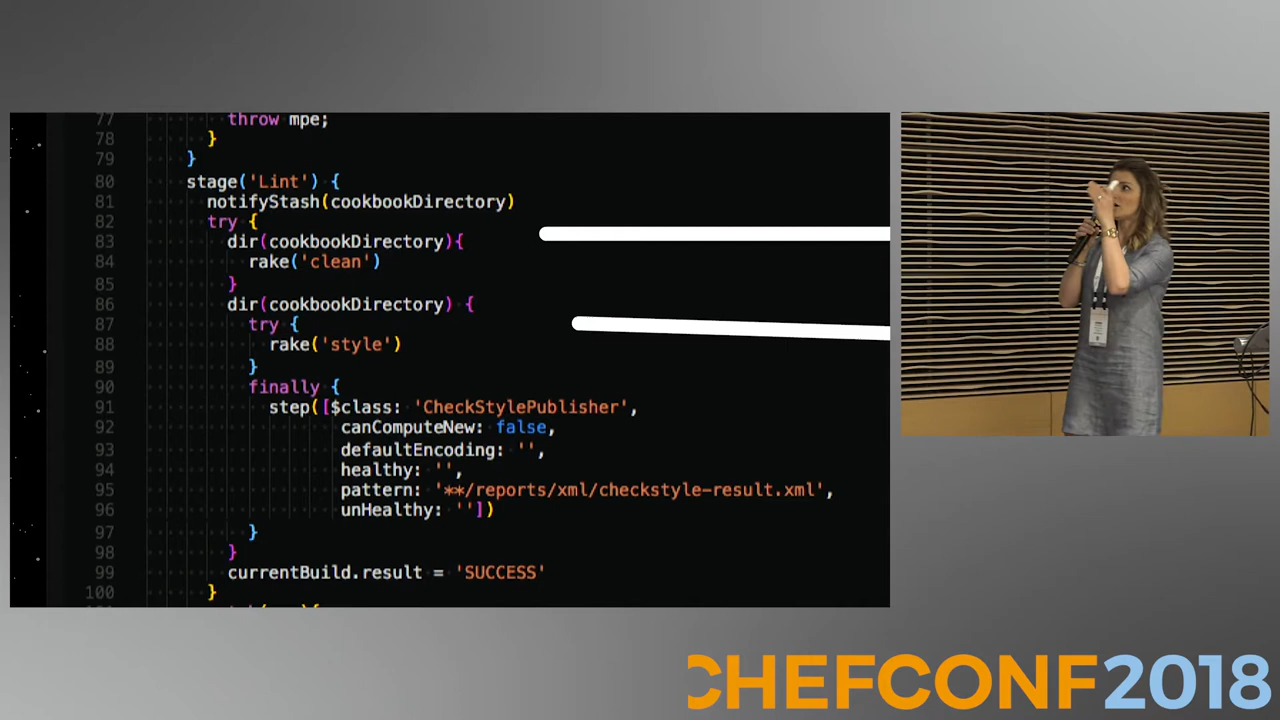 77 throw mpe;
78 }
79 }
80 stage('Lint') {
81 notifyStash(cookbookDirectory)
82 try {
83 dir(cookbookDirectory){
84 rake('clean')
85 }
86 dir(cookbookDirectory) {
87 try {
88 rake('style')
89 }
90 finally {
91 step([$class: 'CheckStylePublisher',
92 canComputeNew: false,
93 defaultEncoding: '',
94 healthy: '',
95 pattern: '**/reports/xml/checkstyle-result.xml',
96 unHealthy: ''])
97 }
98 }
99 currentBuild.result = 'SUCCESS'
100 }
CHEFCONF2018